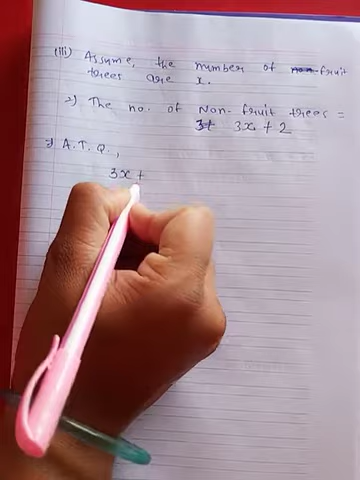 (iii) Assume, the number of non-fruit
trees are x.
=> The no. of Non-fruit trees =
3+ 3x + 2
=> A.T.Q.,
3x +